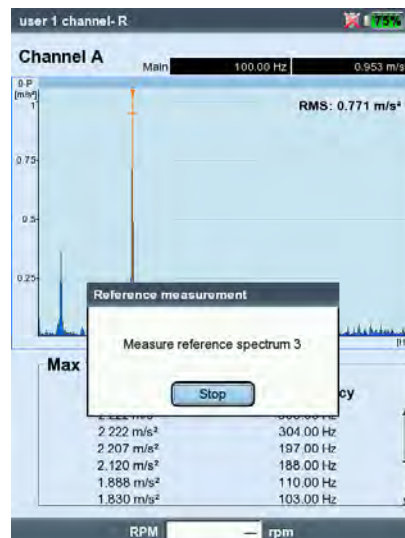 user 1 channel- R 75%
Channel A Main 100.00 Hz 0.953 m/s
0-P
[m/s²]
1 RMS: 0.771 m/s²
0.75
0.5
0.25
Reference measurement
Measure reference spectrum 3
Stop
Max cy
2.222 m/s² 304.00 Hz
2.207 m/s² 197.00 Hz
2.120 m/s² 188.00 Hz
1.888 m/s² 110.00 Hz
1.830 m/s² 103.00 Hz
RPM — rpm